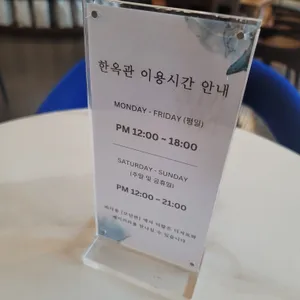 한옥관 이용시간 안내
MONDAY - FRIDAY (평일)
PM 12:00 ~ 18:00
SATURDAY - SUNDAY
(주말 및 공휴일)
PM 12:00 ~ 21:00